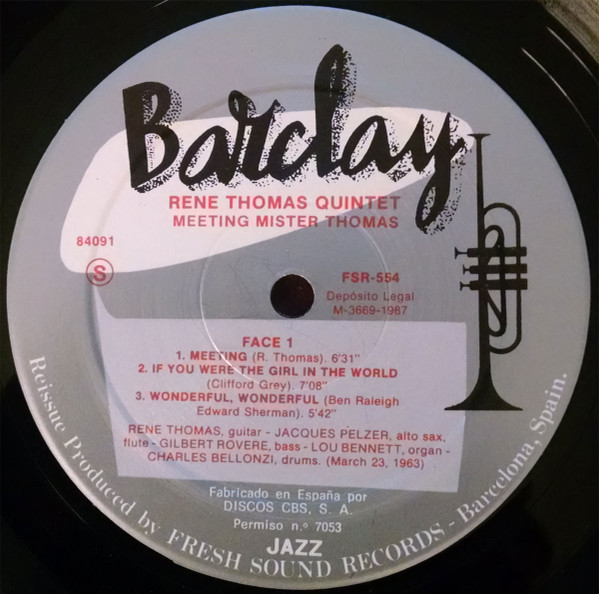 Barclay
RENE THOMAS QUINTET
MEETING MISTER THOMAS
84091
S
FSR-554
Depósito Legal
M-3669-1987
FACE 1
1. MEETING (R. Thomas). 6'31"
2. IF YOU WERE THE GIRL IN THE WORLD
(Clifford Grey). 7'08"
3. WONDERFUL, WONDERFUL (Ben Raleigh
Edward Sherman). 5'42"
RENE THOMAS, guitar - JACQUES PELZER, alto sax,
flute - GILBERT ROVERE, bass - LOU BENNETT, organ -
CHARLES BELLONZI, drums. (March 23, 1963)
Fabricado en España por
DISCOS CBS, S. A.
Permiso n.º 7053
JAZZ
Reissue Produced by FRESH SOUND RECORDS - Barcelona, Spain.